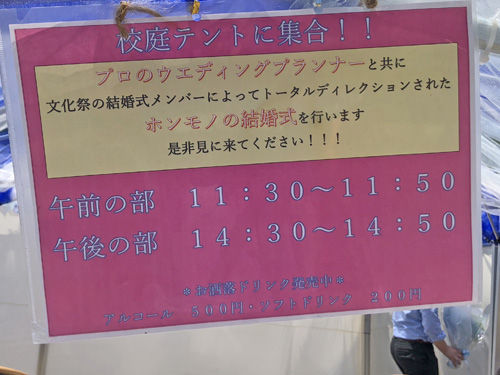 校庭テントに集合！！
プロのウエディングプランナーと共に
文化祭の結婚式メンバーによってトータルディレクションされた
ホンモノの結婚式を行います
是非見に来てください！！！
午前の部　１１：３０～１１：５０
午後の部　１４：３０～１４：５０
＊お洒落ドリンク発売中＊
アルコール　５００円・ソフトドリンク　２００円